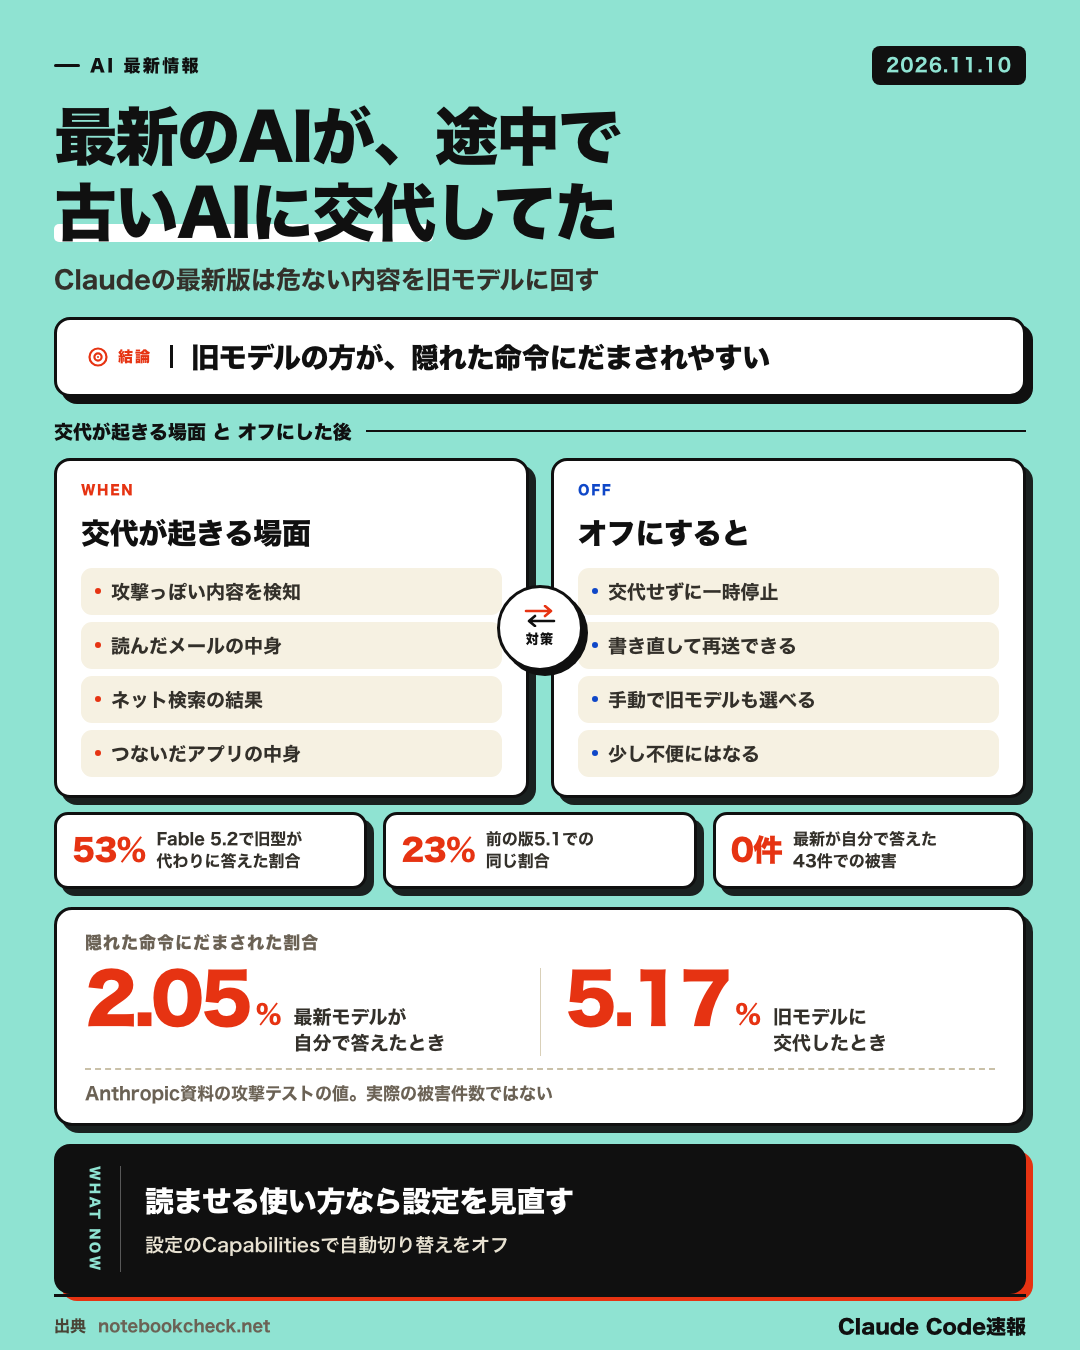 AI 最新情報
2026.11.10
最新のAIが、途中で
古いAIに交代してた
Claudeの最新版は危ない内容を旧モデルに回す
結論
旧モデルの方が、隠れた命令にだまされやすい
交代が起きる場面 と オフにした後
WHEN
交代が起きる場面
• 攻撃っぽい内容を検知
• 読んだメールの中身
• ネット検索の結果
• つないだアプリの中身
対策
OFF
オフにすると
• 交代せずに一時停止
• 書き直して再送できる
• 手動で旧モデルも選べる
• 少し不便にはなる
53%
Fable 5.2で旧型が
代わりに答えた割合
23%
前の版5.1での
同じ割合
0件
最新が自分で答えた
43件での被害
隠れた命令にだまされた割合
2.05%
最新モデルが
自分で答えたとき
5.17%
旧モデルに
交代したとき
Anthropic資料の攻撃テストの値。実際の被害件数ではない
WHAT NOW
読ませる使い方なら設定を見直す
設定のCapabilitiesで自動切り替えをオフ
出典 notebookcheck.net
Claude Code速報